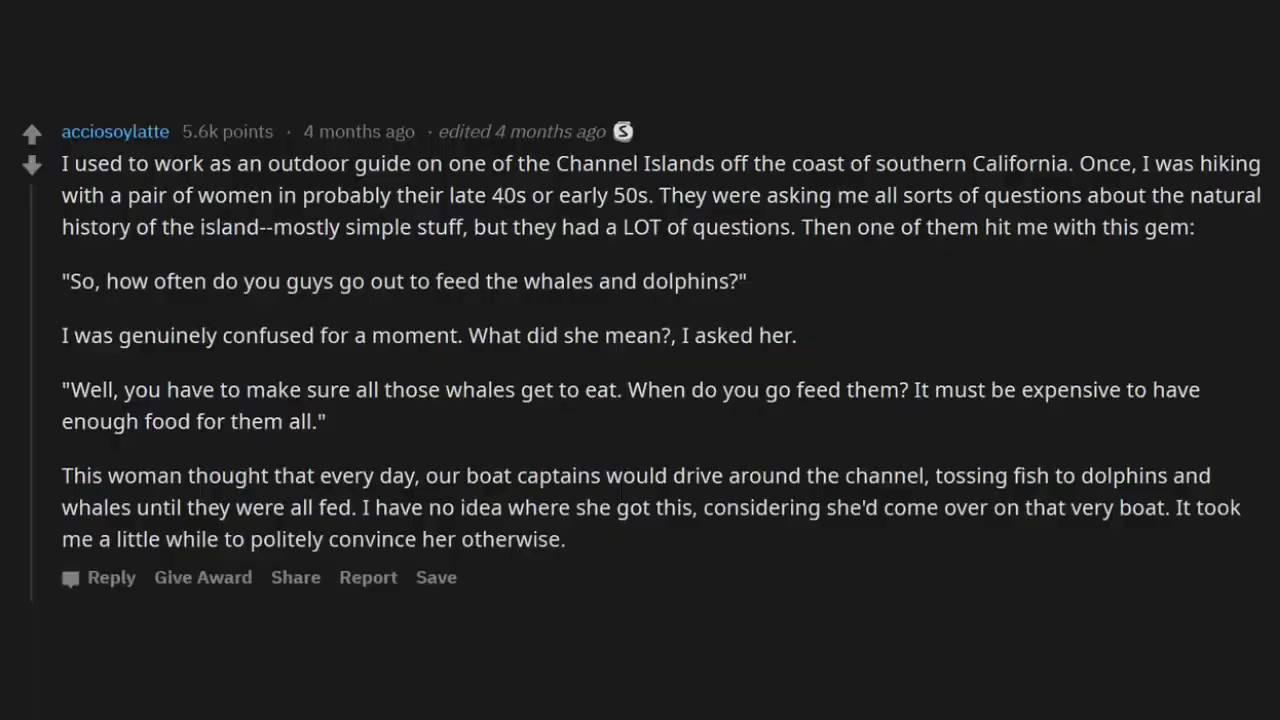 acciosoylatte 5.6k points · 4 months ago · edited 4 months ago S
I used to work as an outdoor guide on one of the Channel Islands off the coast of southern California. Once, I was hiking
with a pair of women in probably their late 40s or early 50s. They were asking me all sorts of questions about the natural
history of the island--mostly simple stuff, but they had a LOT of questions. Then one of them hit me with this gem:
"So, how often do you guys go out to feed the whales and dolphins?"
I was genuinely confused for a moment. What did she mean?, I asked her.
"Well, you have to make sure all those whales get to eat. When do you go feed them? It must be expensive to have
enough food for them all."
This woman thought that every day, our boat captains would drive around the channel, tossing fish to dolphins and
whales until they were all fed. I have no idea where she got this, considering she'd come over on that very boat. It took
me a little while to politely convince her otherwise.
Reply Give Award Share Report Save